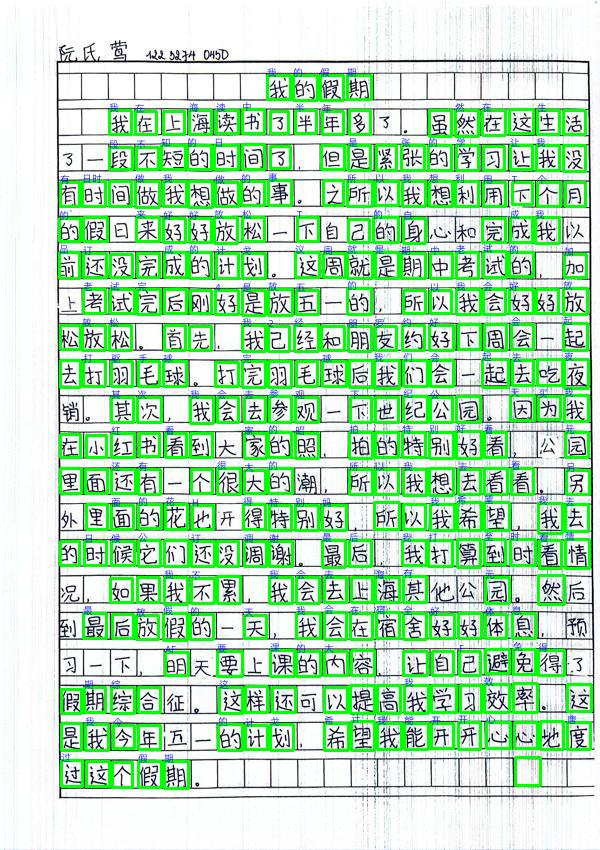 阮氏莺 122 3274 0450
我的假期
我在上海读书了半年多了。虽然在这生活
了一段不短的日间了，但是紧张的学习让我没
有时间做我想做的事。之所以我想利用下个月
的假日来好好放松一下自己的身心和完成我以
前还没完成的计划。这周就是期中考试的，加
上考试完后刚好是放五一的，所以我会好好放
松放松。首先，我已经和朋友约好下周会一起
去打羽毛球。打完羽毛球后我们会一起去吃夜
销。其次，我会去参观一下世纪公园。因为我
在小红书看到大家的照，拍的特别好看，公园
里面还有一个很大的潮，所以我想去看看。另
外里面的花也开得特别好，所以我希望，我去
的时候它们还没凋谢。最后，我打算到时看情
况，如果我不累，我会去上海其他公园。然后
到最后放假的一天，我会在宿舍好好体息，预
习一下，明天要上课的内容，让自己避免得了
假期综合征。这样还可以提高我学习效率。这
是我今年五一的计划，希望我能开开心心地度
过这个假期。